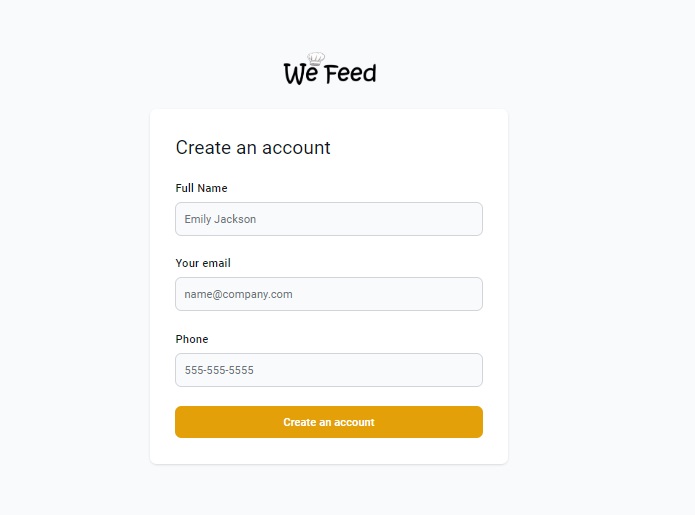 We Feed
Create an account
Full Name
Emily Jackson
Your email
name@company.com
Phone
555-555-5555
Create an account